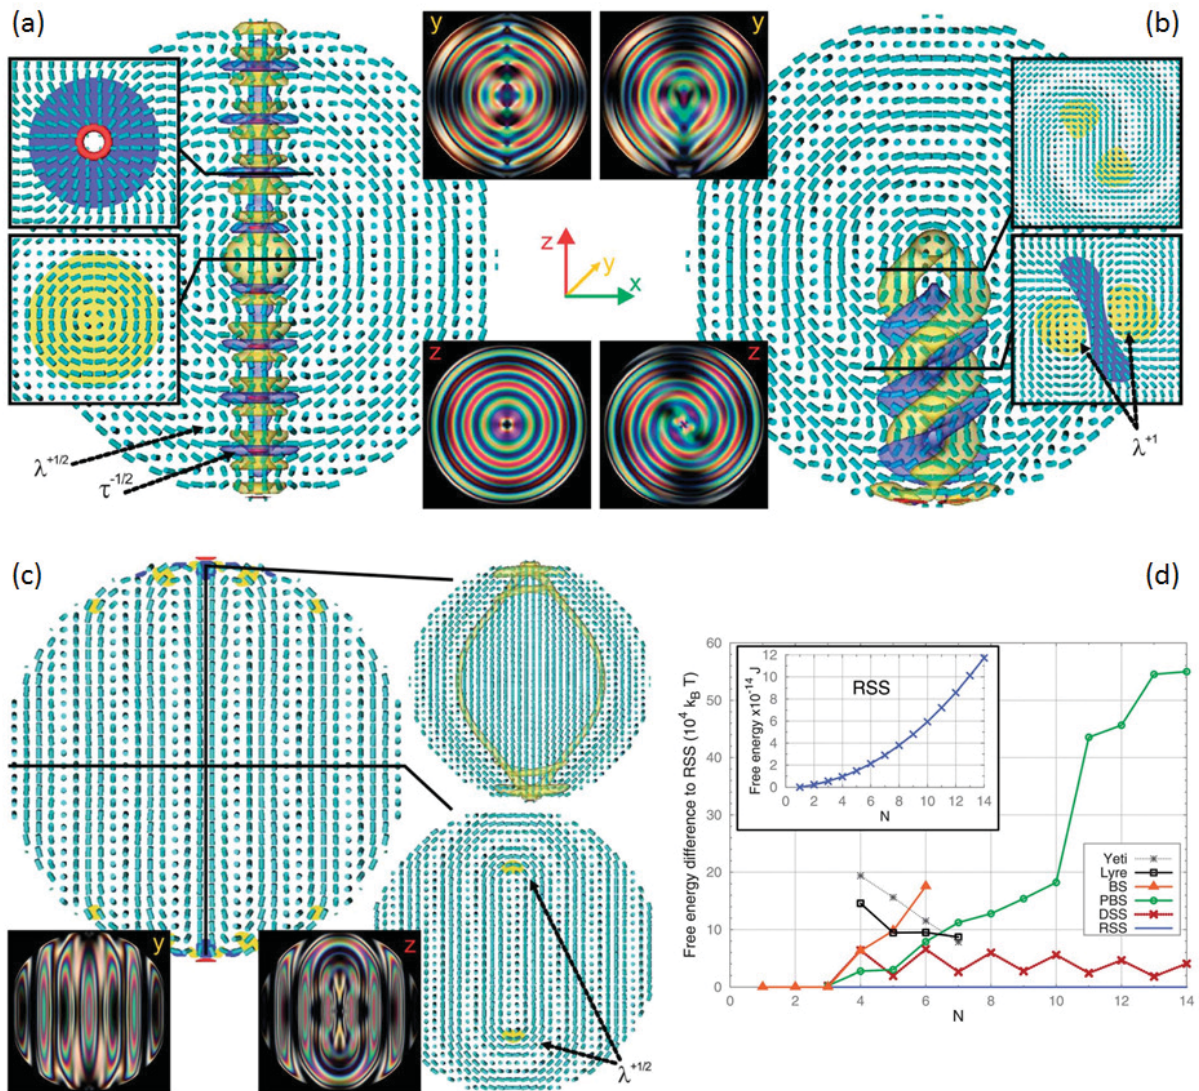 (a)
y
y
(b)
z
y
x
z
z
λ+1/2
τ-1/2
λ+1
(c)
(d)
y
z
λ+1/2
Free energy difference to RSS (10⁴ k_B T)
60
50
40
30
20
10
0
0 2 4 6 8 10 12 14
N
RSS
Free energy x10⁻¹⁴ J
12
10
8
6
4
2
0
0 2 4 6 8 10 12 14
N
Yeti
Lyre
BS
PBS
DSS
RSS